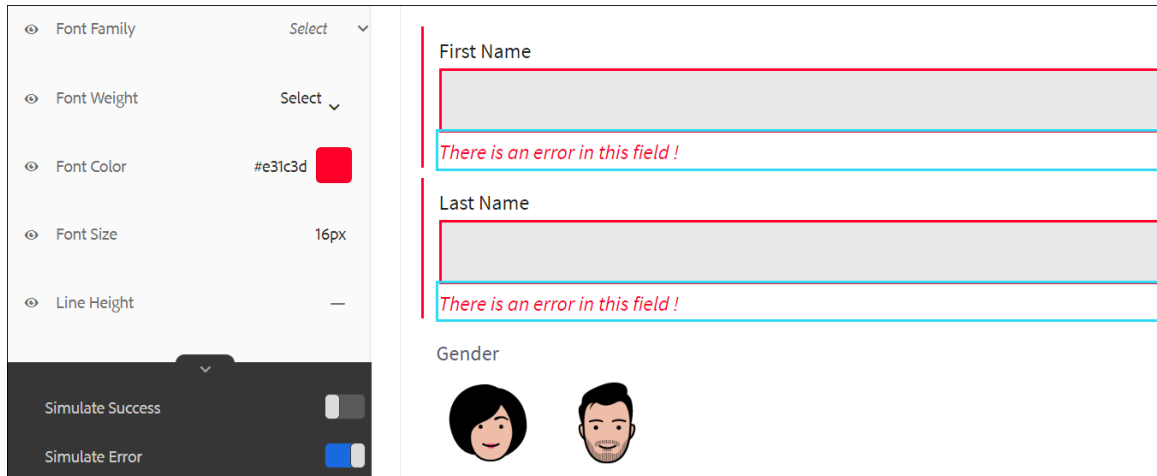 Font Family Select
Font Weight Select
Font Color #e31c3d
Font Size 16px
Line Height —
Simulate Success
Simulate Error
First Name
There is an error in this field !
Last Name
There is an error in this field !
Gender